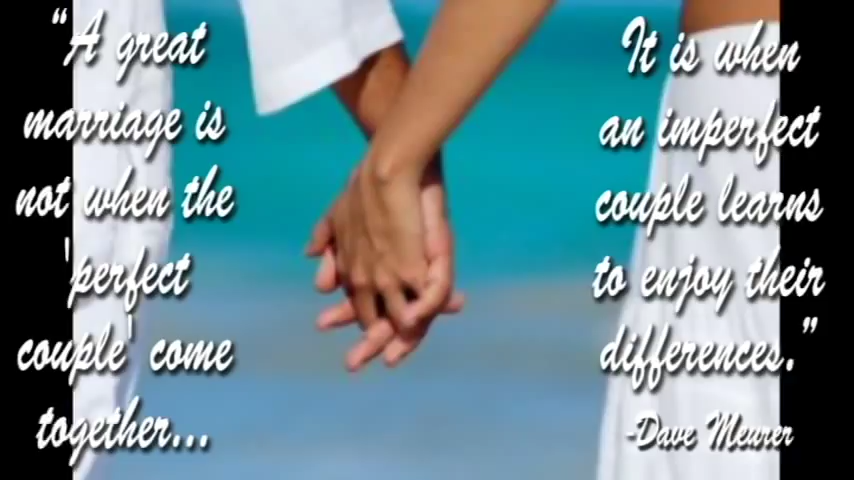 “A great
marriage is
not when the
'perfect
couple' come
together...
It is when
an imperfect
couple learns
to enjoy their
differences.”
-Dave Meurer